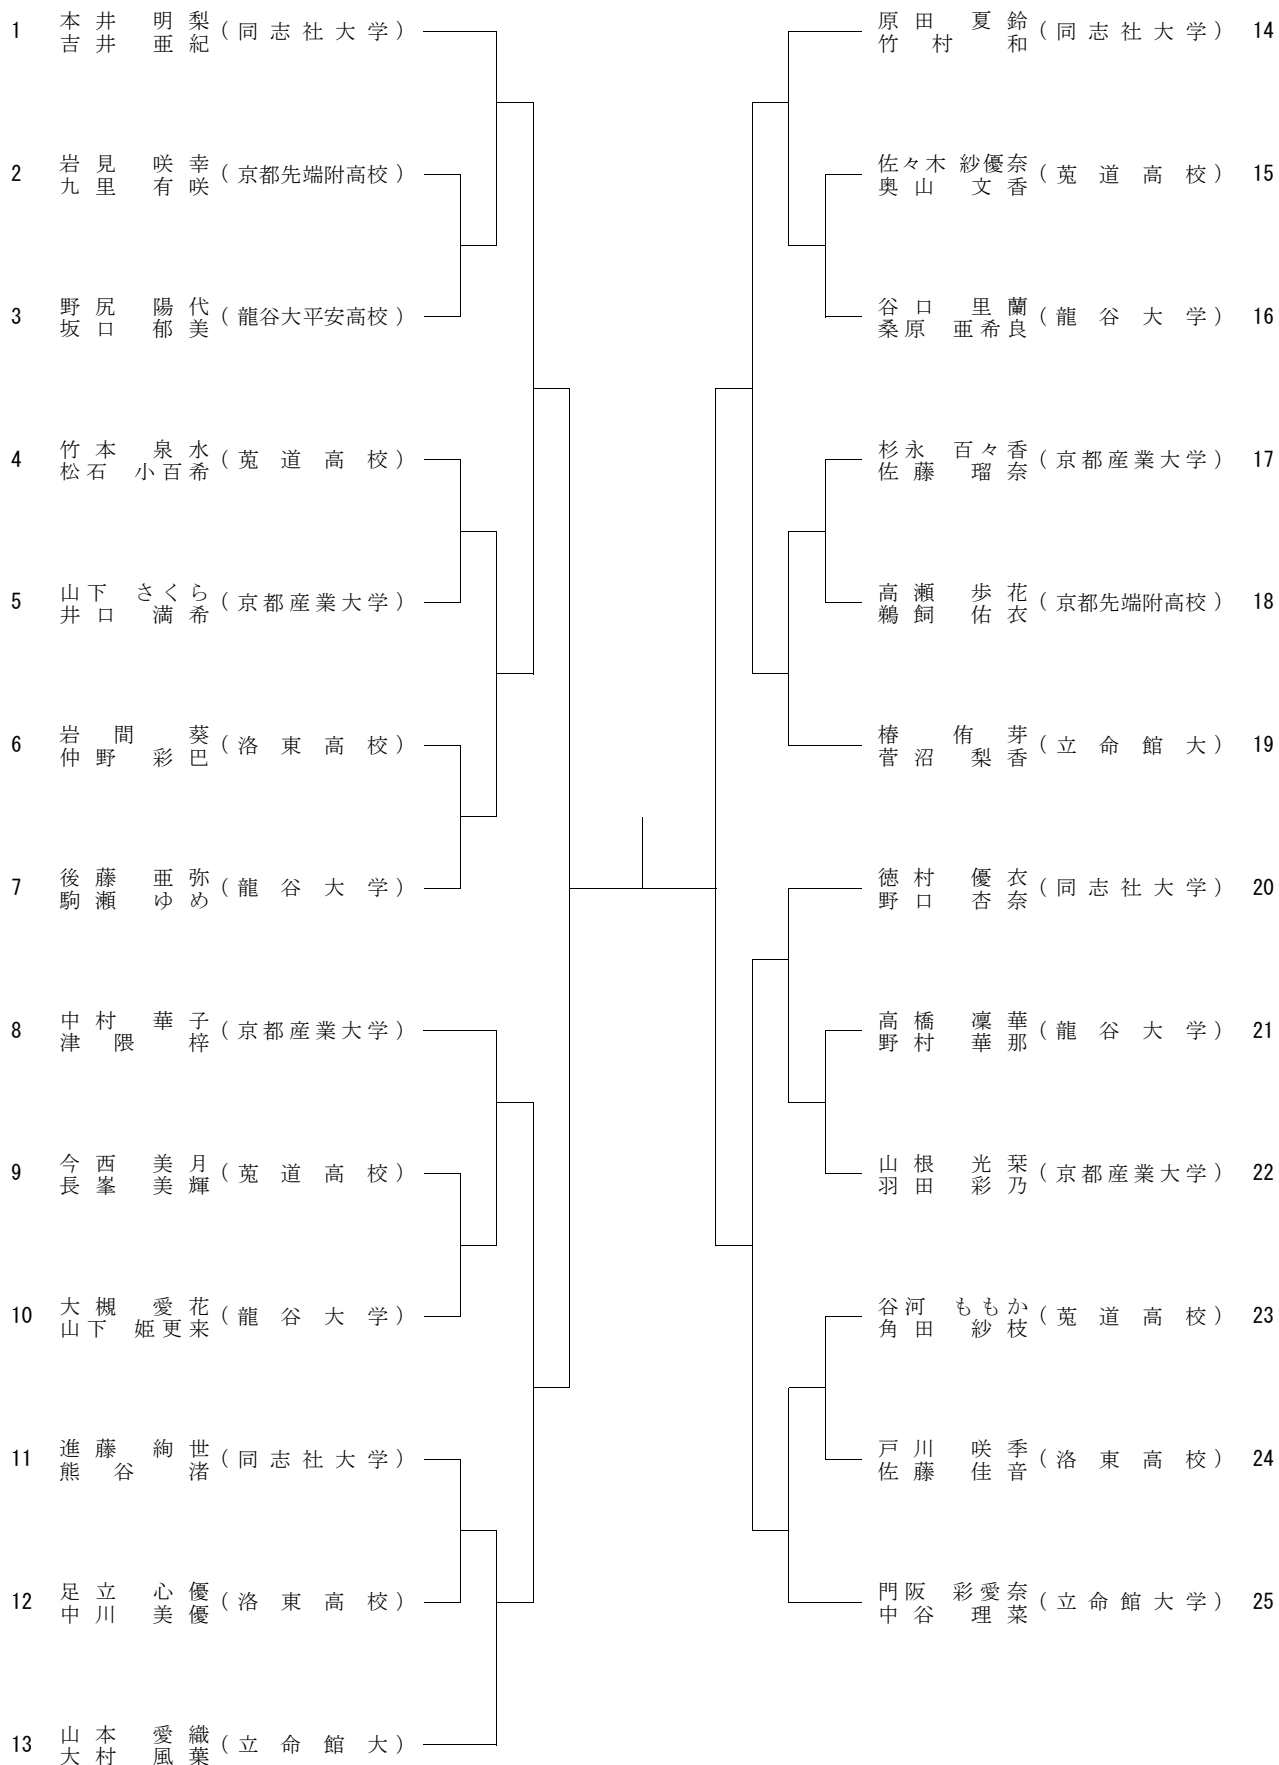 1 本井 明梨 (同志社大学)
吉井 亜紀
2 岩見 咲幸 (京都先端附高校)
九里 有咲
3 野尻 陽代 (龍谷大平安高校)
坂口 郁美
4 竹本 泉水 (莵道高校)
松石 小百希
5 山下 さくら (京都産業大学)
井口 満希
6 岩間 葵 (洛東高校)
仲野 彩巴
7 後藤 亜弥 (龍谷大学)
駒瀬 ゆめ
8 中村 華子 (京都産業大学)
津隈 梓
9 今西 美月 (莵道高校)
長峯 美輝
10 大槻 愛花 (龍谷大学)
山下 姫更来
11 進藤 絢世 (同志社大学)
熊谷 渚
12 足立 心優 (洛東高校)
中川 美優
13 山本 愛織 (立命館大)
大村 風葉
原田 夏鈴 (同志社大学) 14
竹村 和
佐々木 紗優奈 (莵道高校) 15
奥山 文香
谷口 里蘭 (龍谷大学) 16
桑原 亜希良
杉永 百々香 (京都産業大学) 17
佐藤 瑠奈
高瀬 歩花 (京都先端附高校) 18
鵜飼 佑衣
椿 侑芽 (立命館大) 19
菅沼 梨香
徳村 優衣 (同志社大学) 20
野口 杏奈
高橋 凜華 (龍谷大学) 21
野村 華那
山根 光栞 (京都産業大学) 22
羽田 彩乃
谷河 ももか (莵道高校) 23
角田 紗枝
戸川 咲季 (洛東高校) 24
佐藤 佳音
門阪 彩愛奈 (立命館大学) 25
中谷 理菜